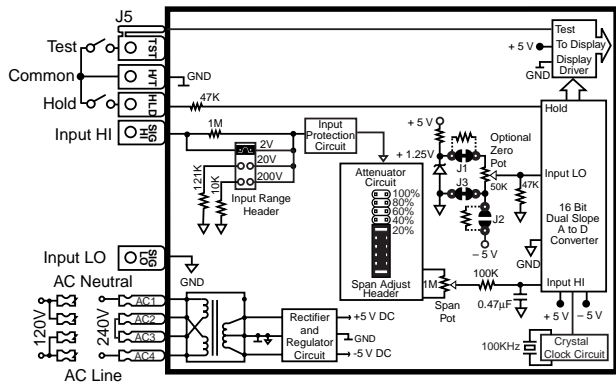 J5
Test
TST
Common
H/T
GND
Hold
HLD
47K
Input HI
SIG HI
1M
2V
20V
200V
121K
10K
Input Range
Header
Input
Protection
Circuit
Attenuator
Circuit
100%
80%
60%
40%
20%
Span Adjust
Header
+ 5 V
+ 1.25V
J1
J3
J2
50K
Optional
Zero
Pot
47K
– 5 V
Test
To Display
Display
Driver
+ 5 V
GND
Hold
Input LO
16 Bit
Dual Slope
A to D
Converter
GND
Input HI
+ 5 V
– 5 V
1M
Span
Pot
100K
0.47µF
100KHz
Crystal
Clock Circuit
Input LO
SIG LO
GND
AC Neutral
120V
240V
AC1
AC2
AC3
AC4
AC Line
Rectifier
and
Regulator
Circuit
+5 V DC
GND
-5 V DC